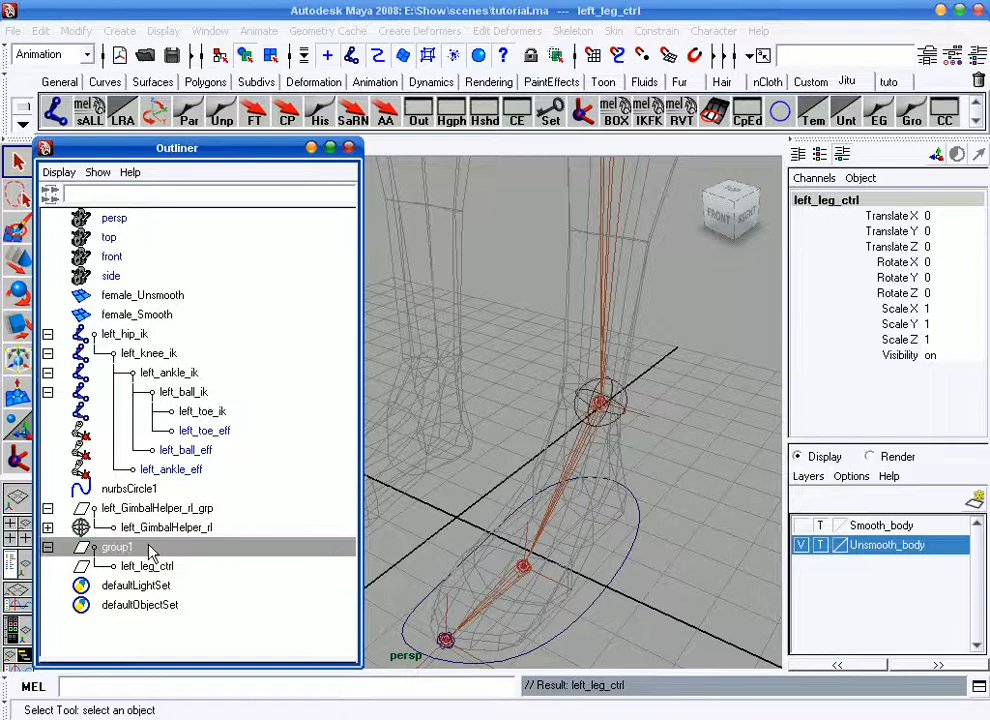 Autodesk Maya 2008: E:\Show\scenes\tutorial.ma --- left_leg_ctrl
File Edit Modify Create Display Window Animate Geometry Cache Create Deformers Edit Deformers Skeleton Skin Constrain Character Help
Animation
General Curves Surfaces Polygons Subdivs Deformation Animation Dynamics Rendering PaintEffects Toon Fluids Fur Hair nCloth Custom Jitu tuto
mel sALL LRA Par Unp FT CP His SaRN AA Out Hgph Hshd CE Set mel BOX mel IKFK mel RVT CpEd Tem Unt EG Gro CC
Outliner
Display Show Help
persp
top
front
side
female_Unsmooth
female_Smooth
left_hip_ik
left_knee_ik
left_ankle_ik
left_ball_ik
left_toe_ik
left_toe_eff
left_ball_eff
left_ankle_eff
nurbsCircle1
left_GimbalHelper_rl_grp
left_GimbalHelper_rl
group1
left_leg_ctrl
defaultLightSet
defaultObjectSet
FRONT RIGHT
persp
Channels Object
left_leg_ctrl
Translate X 0
Translate Y 0
Translate Z 0
Rotate X 0
Rotate Y 0
Rotate Z 0
Scale X 1
Scale Y 1
Scale Z 1
Visibility on
Display Render
Layers Options Help
T Smooth_body
V T Unsmooth_body
<< >>
MEL // Result: left_leg_ctrl
Select Tool: select an object